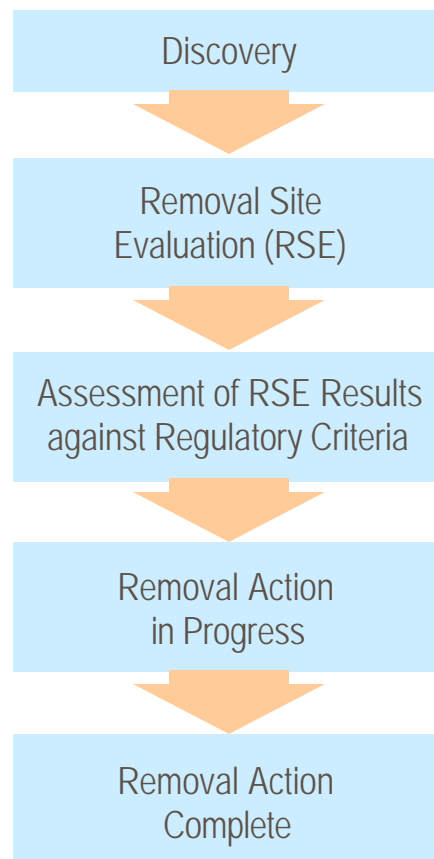 Discovery
Removal Site
Evaluation (RSE)
Assessment of RSE Results
against Regulatory Criteria
Removal Action
in Progress
Removal Action
Complete